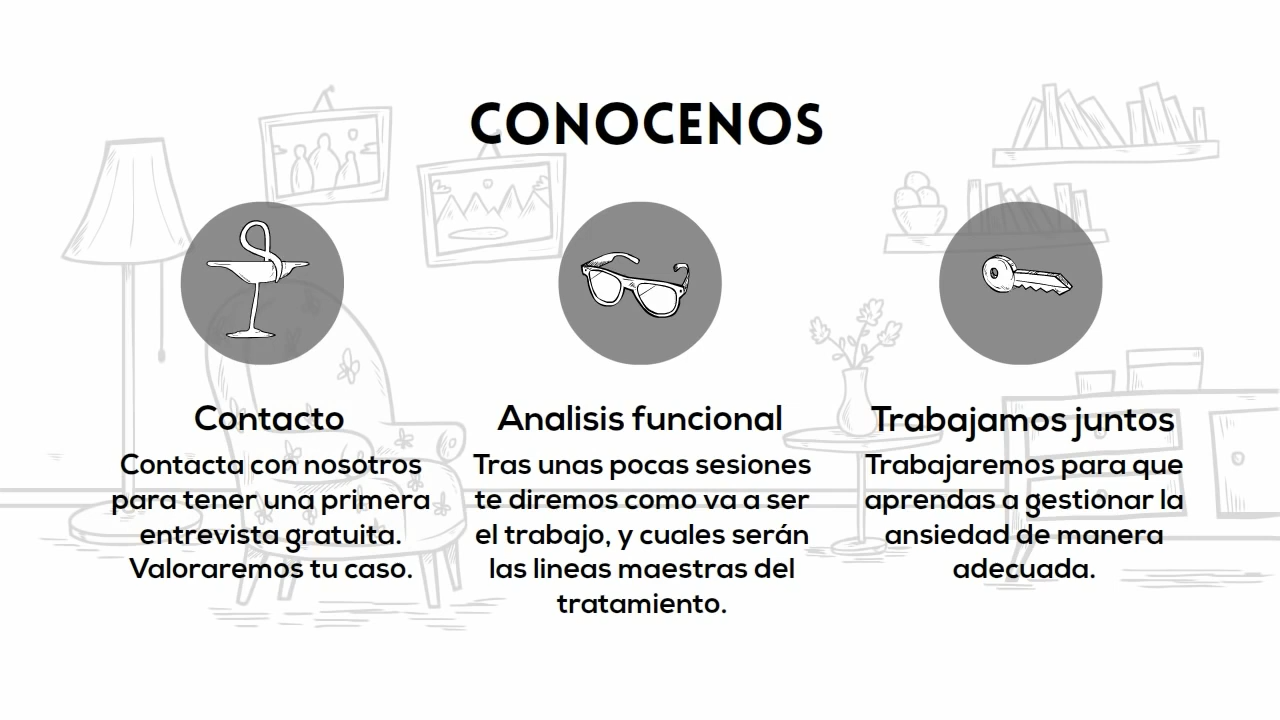 CONOCENOS
Contacto
Contacta con nosotros
para tener una primera
entrevista gratuita.
Valoraremos tu caso.
Analisis funcional
Tras unas pocas sesiones
te diremos como va a ser
el trabajo, y cuales serán
las lineas maestras del
tratamiento.
Trabajamos juntos
Trabajaremos para que
aprendas a gestionar la
ansiedad de manera
adecuada.